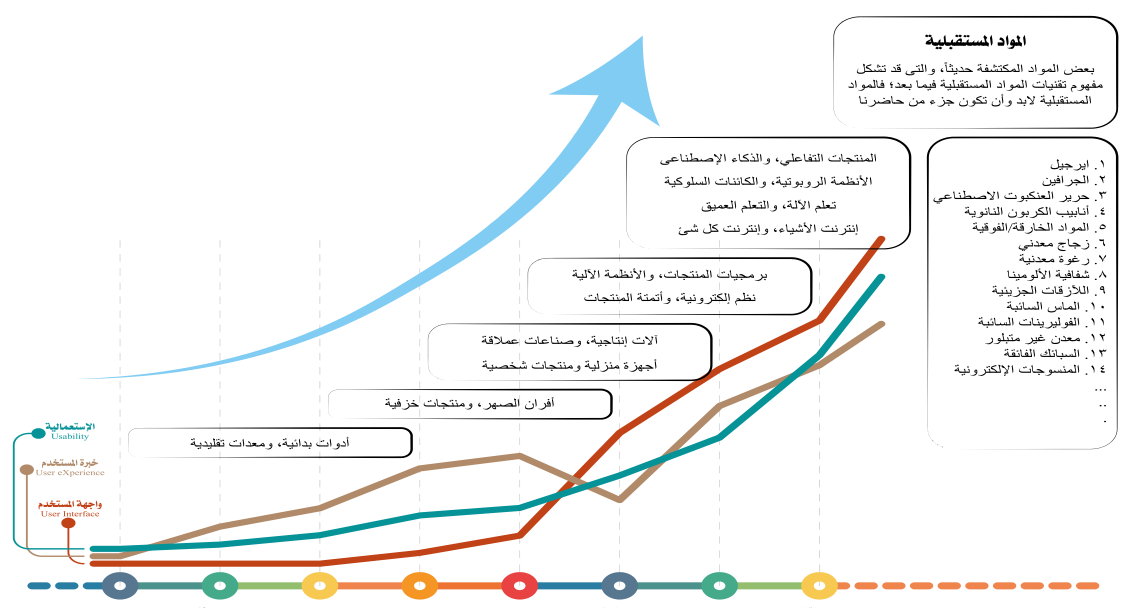 المواد المستقبلية
بعض المواد المكتشفة حديثاً، والتى قد تشكل
مفهوم تقنيات المواد المستقبلية فيما بعد؛ فالمواد
المستقبلية لابد وأن تكون جزء من حاضرنا
المنتجات التفاعلي، والذكاء الإصطناعى
الأنظمة الروبوتية، والكائنات السلوكية
تعلم الآلة، والتعلم العميق
إنترنت الأشياء، وإنترنت كل شئ
١. ايرجيل
٢. الجرافين
٣. حرير العنكبوت الاصطناعي
٤. أنابيب الكربون النانوية
٥. المواد الخارقة/الفوقية
٦. زجاج معدني
٧. رغوة معدنية
٨. شفافية الألومينا
٩. اللآزقات الجزيئية
١٠. الماس السائبة
١١. الفوليرينات السائبة
١٢. معدن غير متبلور
١٣. السبائك الفائقة
١٤. المنسوجات الإلكترونية
...
..
.
برمجيات المنتجات، والأنظمة الآلية
نظم إلكترونية، وأتمتة المنتجات
آلات إنتاجية، وصناعات عملاقة
أجهزة منزلية ومنتجات شخصية
أفران الصهر، ومنتجات خزفية
أدوات بدائية، ومعدات تقليدية
الإستعمالية
Usability
خبرة المستخدم
User eXperience
واجهة المستخدم
User Interface